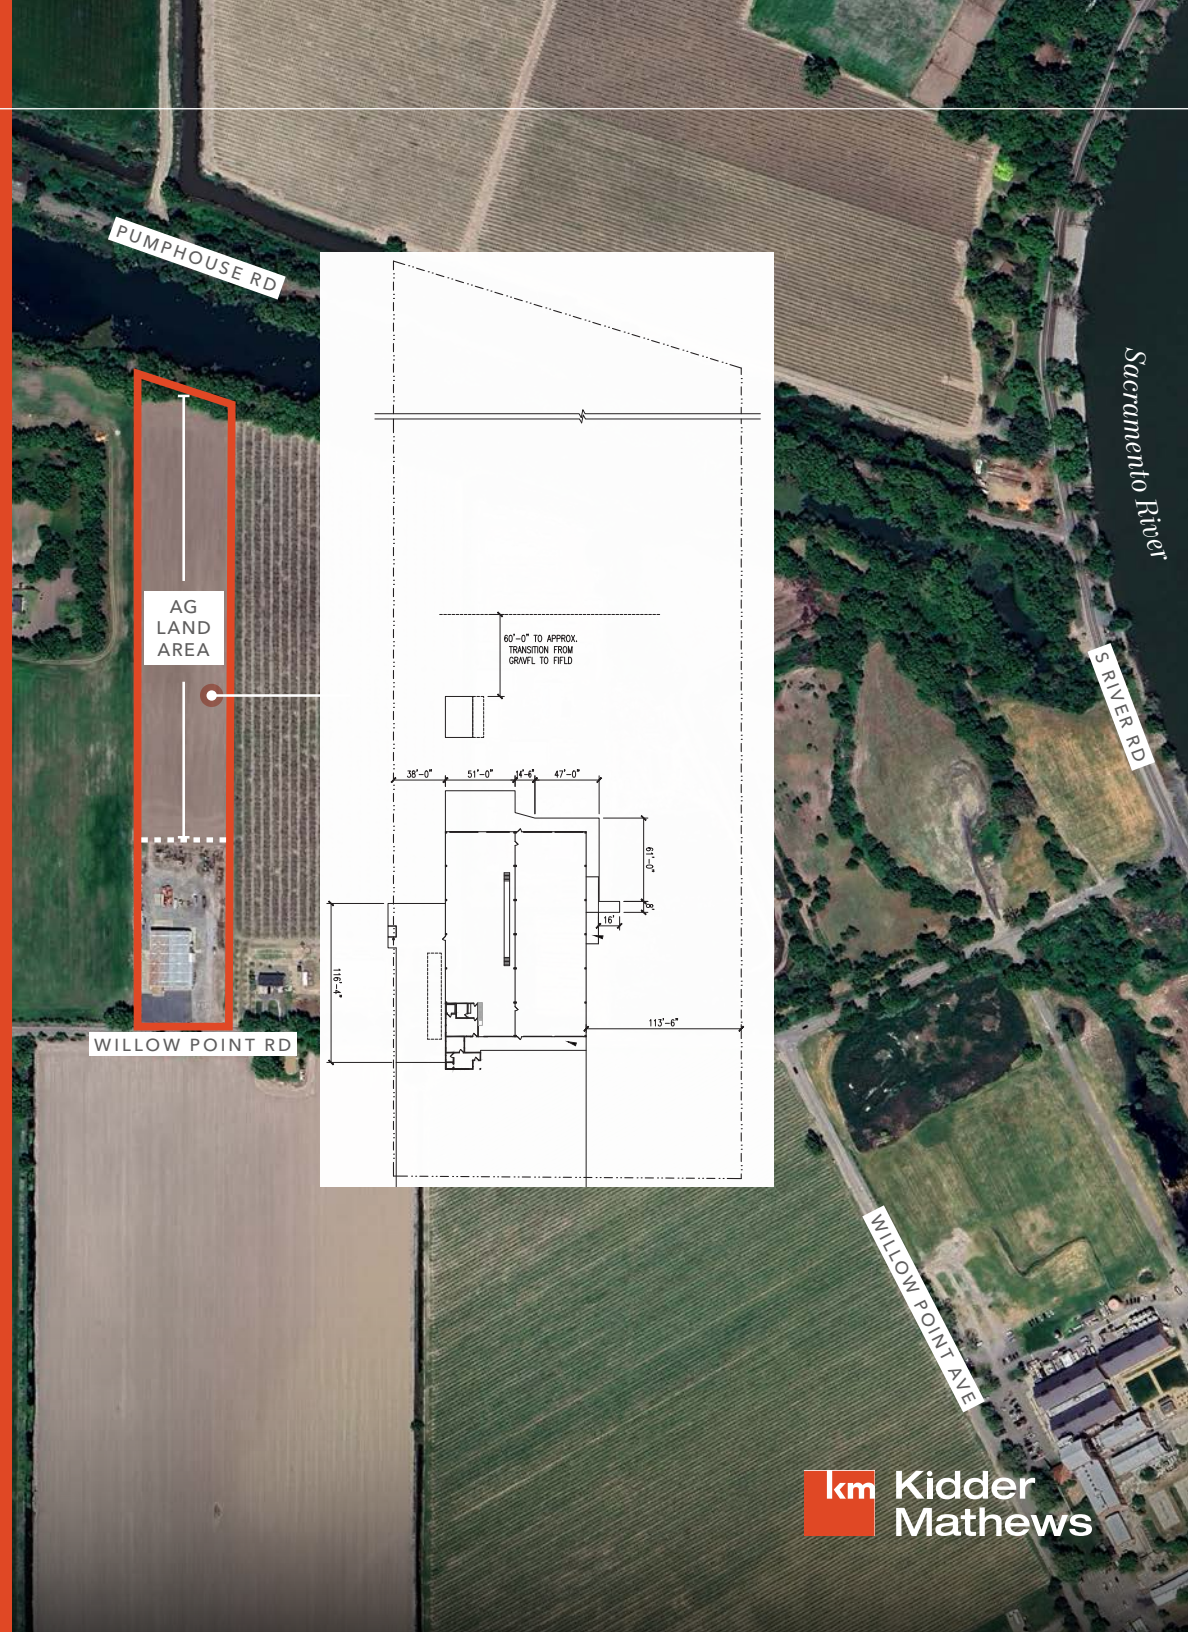 PUMPHOUSE RD
Sacramento River
AG
LAND
AREA
60'-0" TO APPROX.
TRANSITION FROM
GRAVEL TO FIELD
S RIVER RD
38'-0"
51'-0"
14'-6"
47'-0"
61'-0"
8'
16'
116'-4"
113'-6"
WILLOW POINT RD
WILLOW POINT AVE
km
Kidder
Mathews